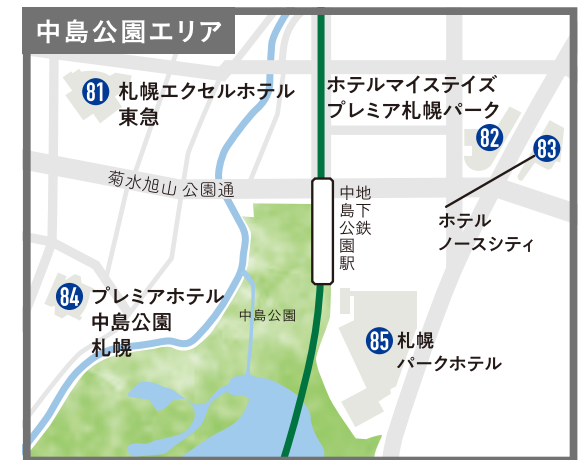 中島公園エリア
81 札幌エクセルホテル
東急
ホテルマイステイズ
プレミア札幌パーク
82
83
菊水旭山公園通
地下鉄
中島公園駅
ホテル
ノースシティ
84 プレミアホテル
中島公園
札幌
中島公園
85 札幌
パークホテル